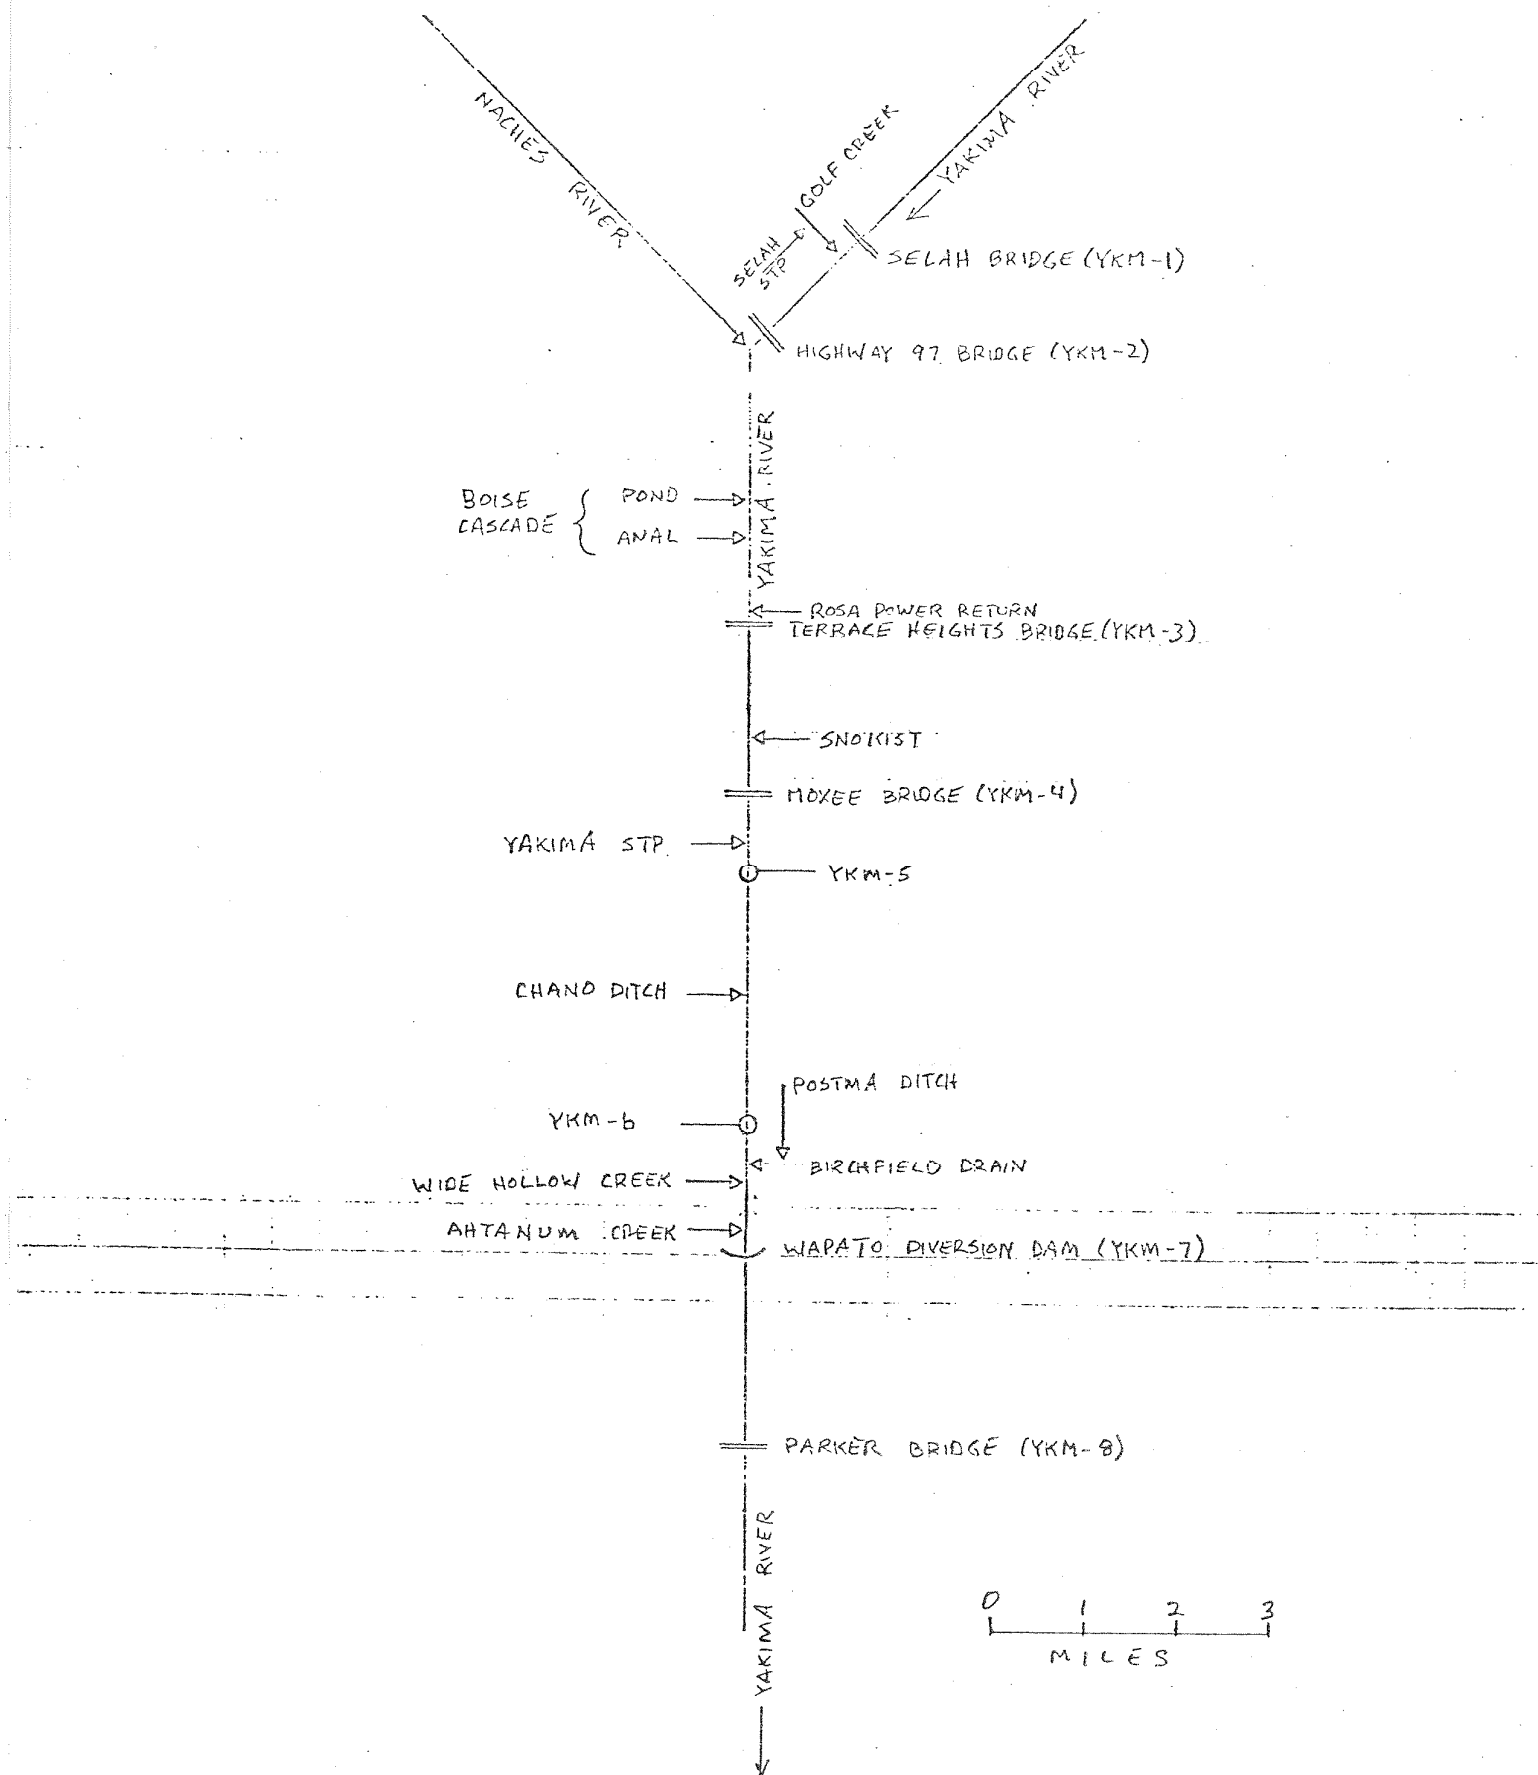 NACHES RIVER
YAKIMA RIVER
GOLF CREEK
SELAH
STP
SELAH BRIDGE (YKM-1)
HIGHWAY 97 BRIDGE (YKM-2)
YAKIMA RIVER
BOISE
CASCADE
POND
ANAL
ROSA POWER RETURN
TERRACE HEIGHTS BRIDGE (YKM-3)
SNOKIST
MOXEE BRIDGE (YKM-4)
YAKIMA STP.
YKM-5
CHANO DITCH
POSTMA DITCH
YKM-6
BIRCHFIELD DRAIN
WIDE HOLLOW CREEK
AHTANUM CREEK
WAPATO DIVERSION DAM (YKM-7)
PARKER BRIDGE (YKM-8)
YAKIMA RIVER
0 1 2 3
MILES